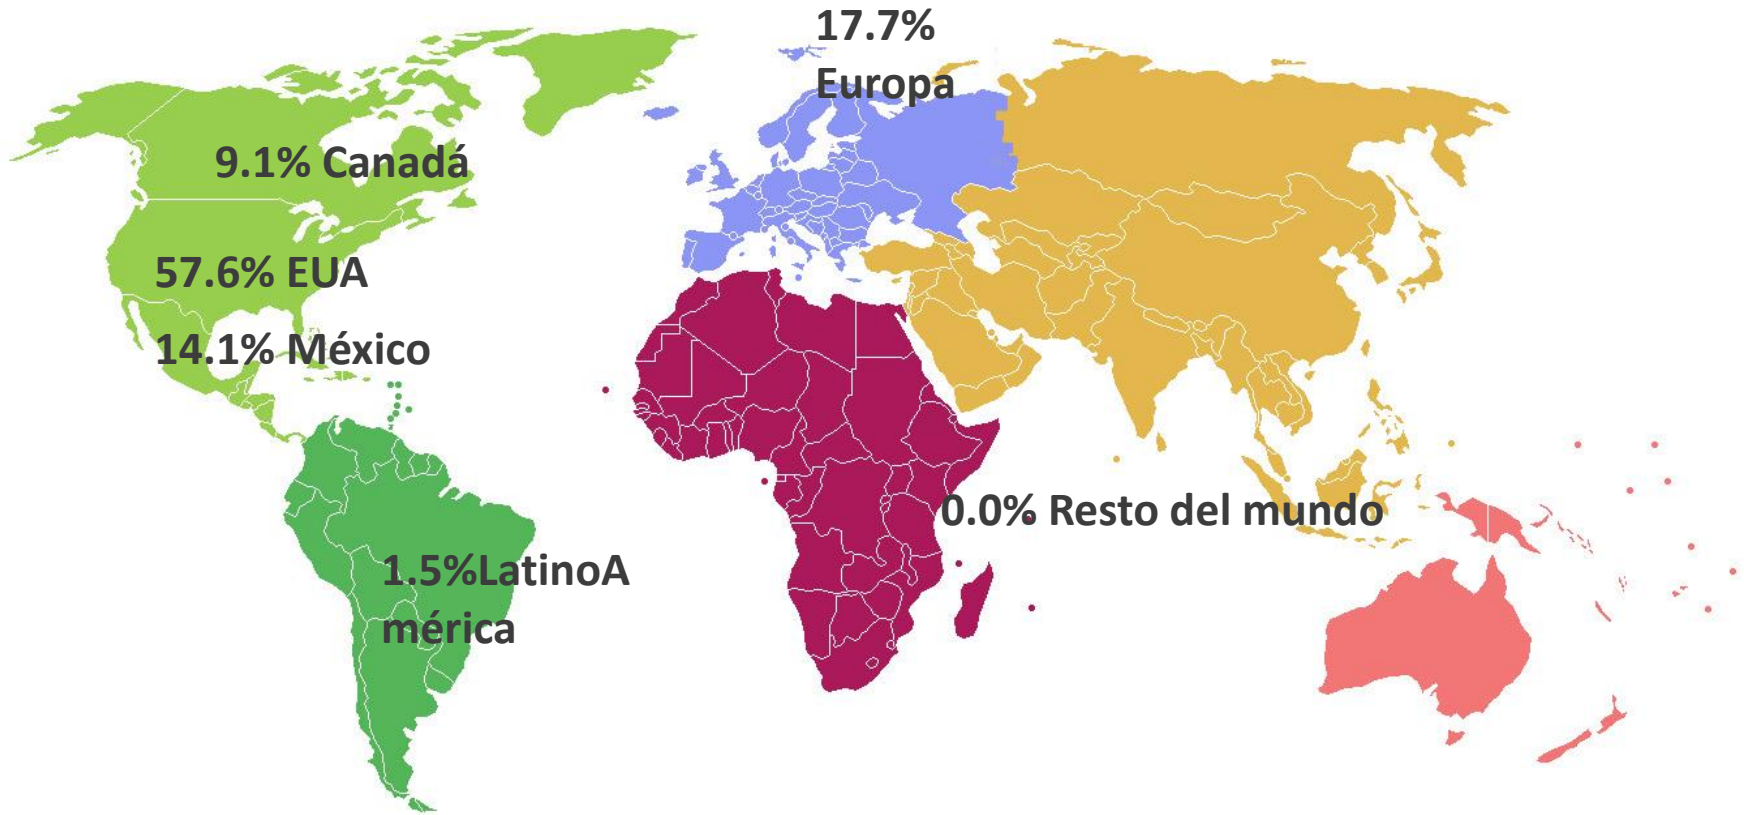 17.7%
Europa
9.1% Canadá
57.6% EUA
14.1% México
0.0% Resto del mundo
1.5%LatinoA
mérica